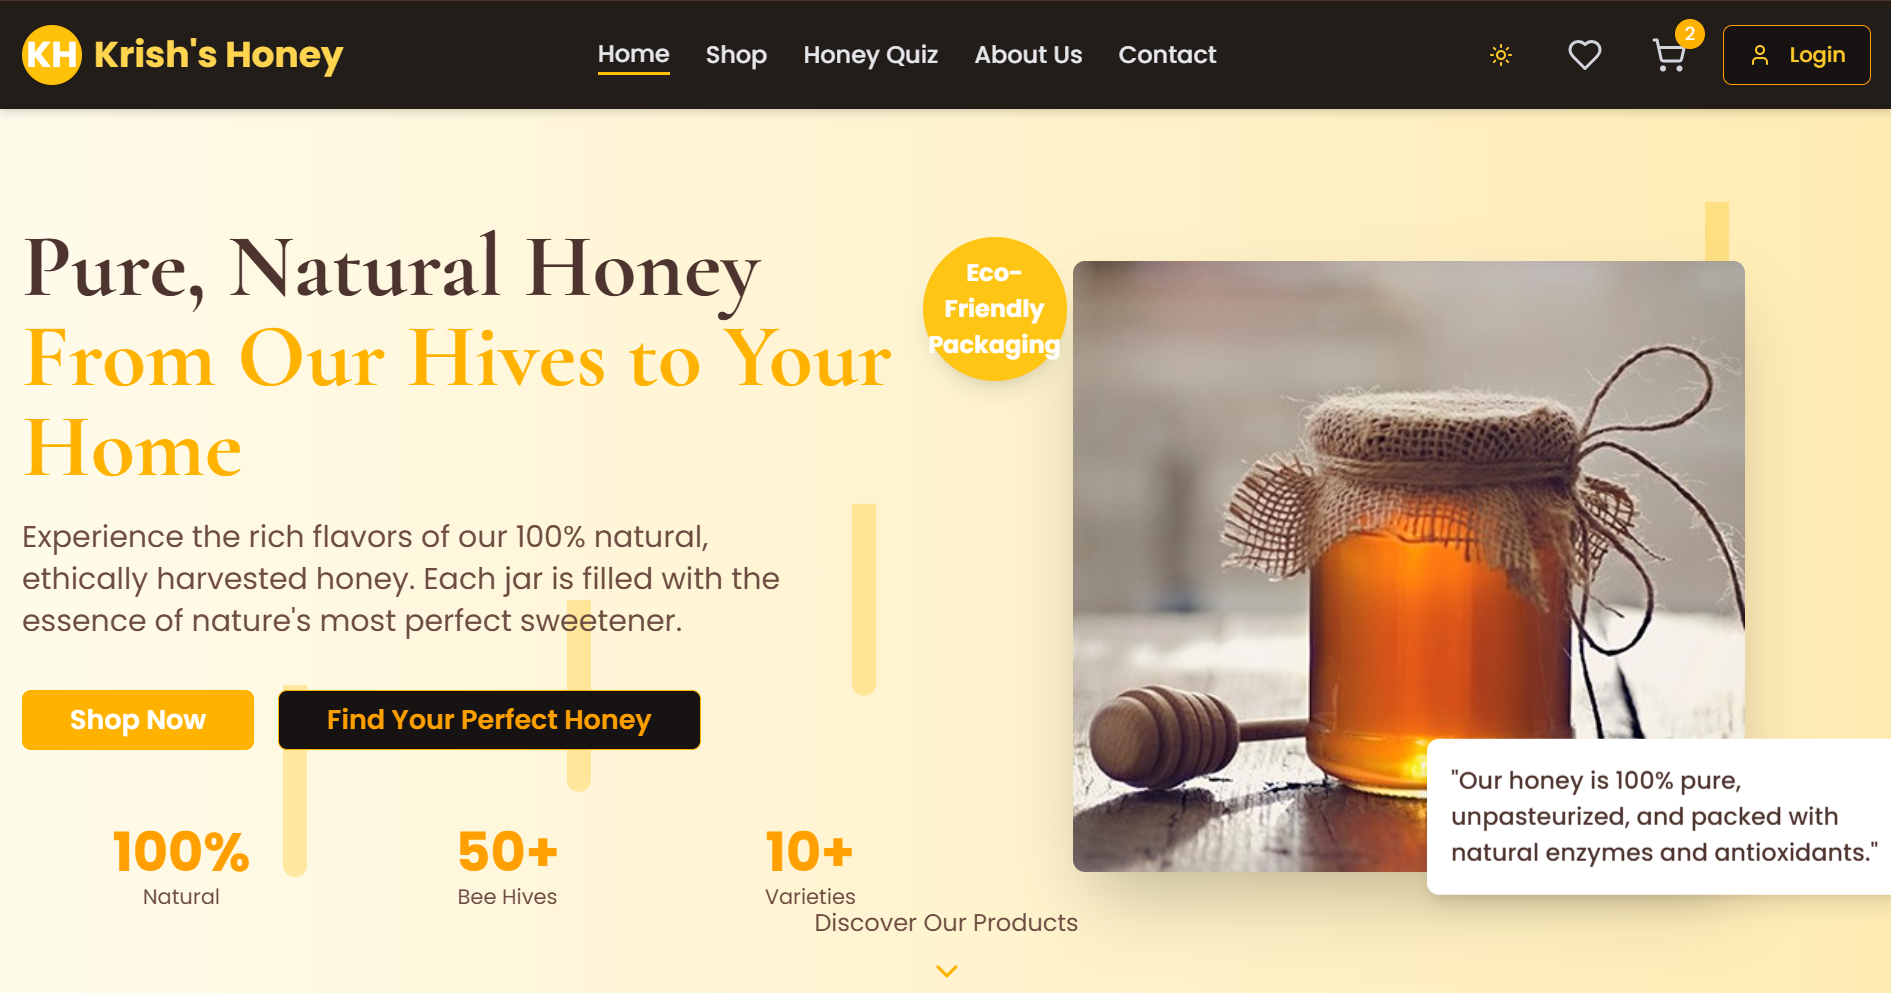 KH Krish's Honey
Home Shop Honey Quiz About Us Contact
2
Login
Pure, Natural Honey
From Our Hives to Your
Home
Eco-
Friendly
Packaging
Experience the rich flavors of our 100% natural,
ethically harvested honey. Each jar is filled with the
essence of nature's most perfect sweetener.
Shop Now
Find Your Perfect Honey
100%
Natural
50+
Bee Hives
10+
Varieties
"Our honey is 100% pure,
unpasteurized, and packed with
natural enzymes and antioxidants."
Discover Our Products